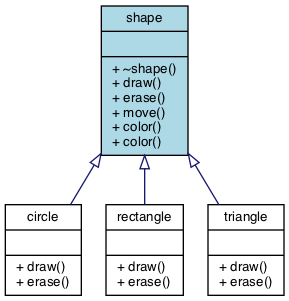 shape
+ ~shape()
+ draw()
+ erase()
+ move()
+ color()
+ color()
circle
+ draw()
+ erase()
rectangle
+ draw()
+ erase()
triangle
+ draw()
+ erase()